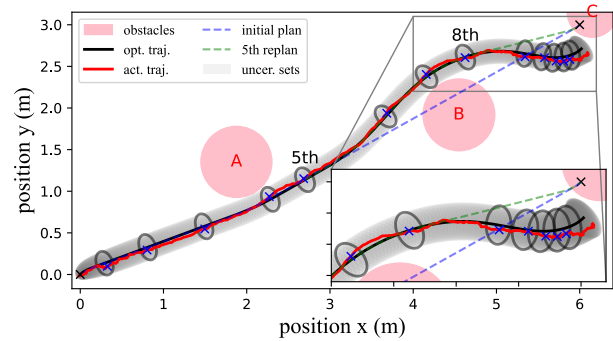 obstacles
opt. traj.
act. traj.
initial plan
5th replan
uncer. sets
8th
C
B
A
5th
position y (m)
3.0
2.5
2.0
1.5
1.0
0.5
0.0
0
1
2
3
4
5
6
position x (m)